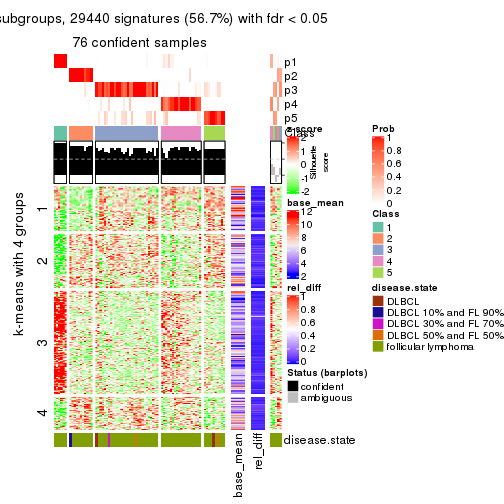 subgroups, 29440 signatures (56.7%) with fdr < 0.05
76 confident samples
p1
p2
p3
p4
p5
Class
1
2
3
4
k-means with 4 groups
base_mean
rel_diff
disease.state
z-score
2
1
0
-1
-2
Silhouette
score
base_mean
12
10
8
6
4
2
rel_diff
1
0.8
0.6
0.4
0.2
0
Status (barplots)
confident
ambiguous
Prob
1
0.8
0.6
0.4
0.2
0
Class
1
2
3
4
5
disease.state
DLBCL
DLBCL 10% and FL 90%
DLBCL 30% and FL 70%
DLBCL 50% and FL 50%
follicular lymphoma